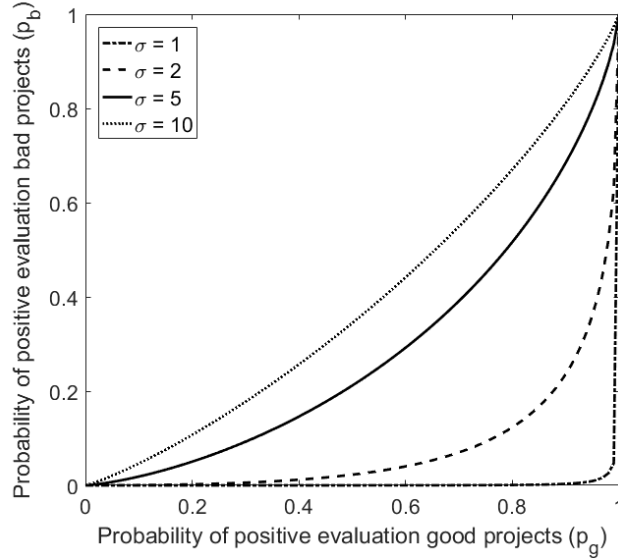 1
0.8
0.6
0.4
0.2
0
Probability of positive evaluation bad projects (p_b)
σ = 1
σ = 2
σ = 5
σ = 10
0 0.2 0.4 0.6 0.8 1
Probability of positive evaluation good projects (p_g)